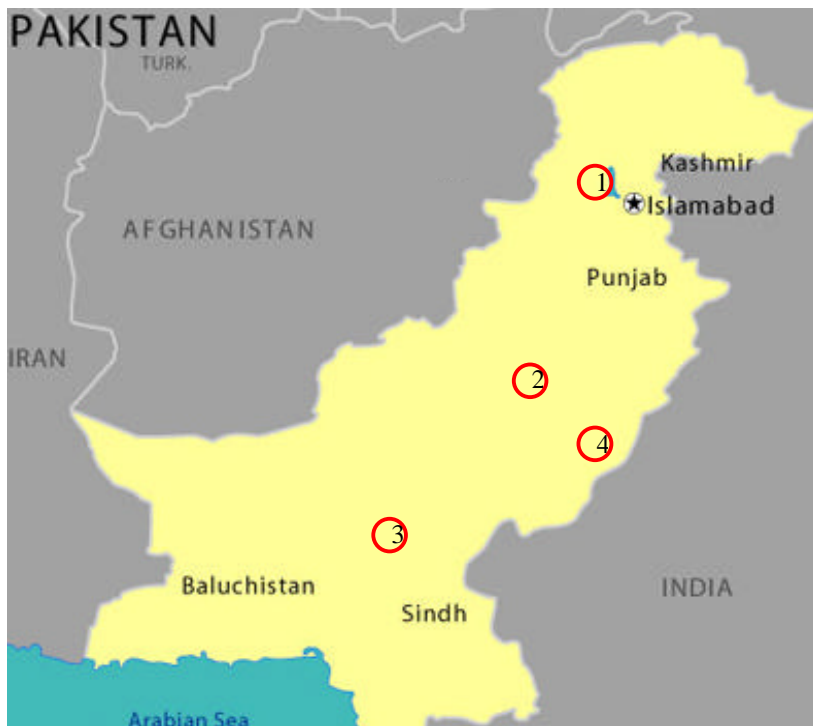 PAKISTAN
TURK.
Kashmir
1
Islamabad
AFGHANISTAN
Punjab
IRAN
2
4
3
Baluchistan
INDIA
Sindh
Arabian Sea